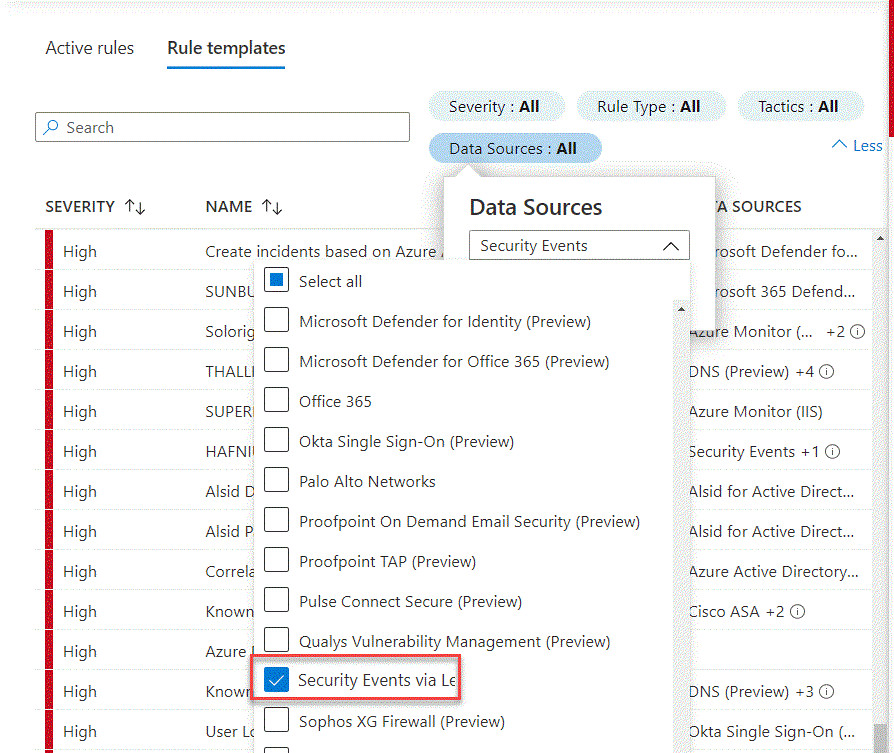 Active rules
Rule templates
Severity : All
Rule Type : All
Tactics : All
Search
Data Sources : All
Less
SEVERITY
NAME
Data Sources
A SOURCES
Security Events
High
Create incidents based on Azure
rosoft Defender fo...
Select all
High
SUNBU
rosoft 365 Defend...
Microsoft Defender for Identity (Preview)
High
Solorig
Azure Monitor (... +2
Microsoft Defender for Office 365 (Preview)
High
THALLI
DNS (Preview) +4
Office 365
High
SUPER
Azure Monitor (IIS)
Okta Single Sign-On (Preview)
High
HAFNI
Security Events +1
Palo Alto Networks
High
Alsid D
Alsid for Active Direct...
Proofpoint On Demand Email Security (Preview)
High
Alsid P
Alsid for Active Direct...
Proofpoint TAP (Preview)
High
Correla
Azure Active Directory...
Pulse Connect Secure (Preview)
High
Known
Cisco ASA +2
Qualys Vulnerability Management (Preview)
High
Azure
Security Events via Le
High
Known
DNS (Preview) +3
Sophos XG Firewall (Preview)
High
User Lo
Okta Single Sign-On (...